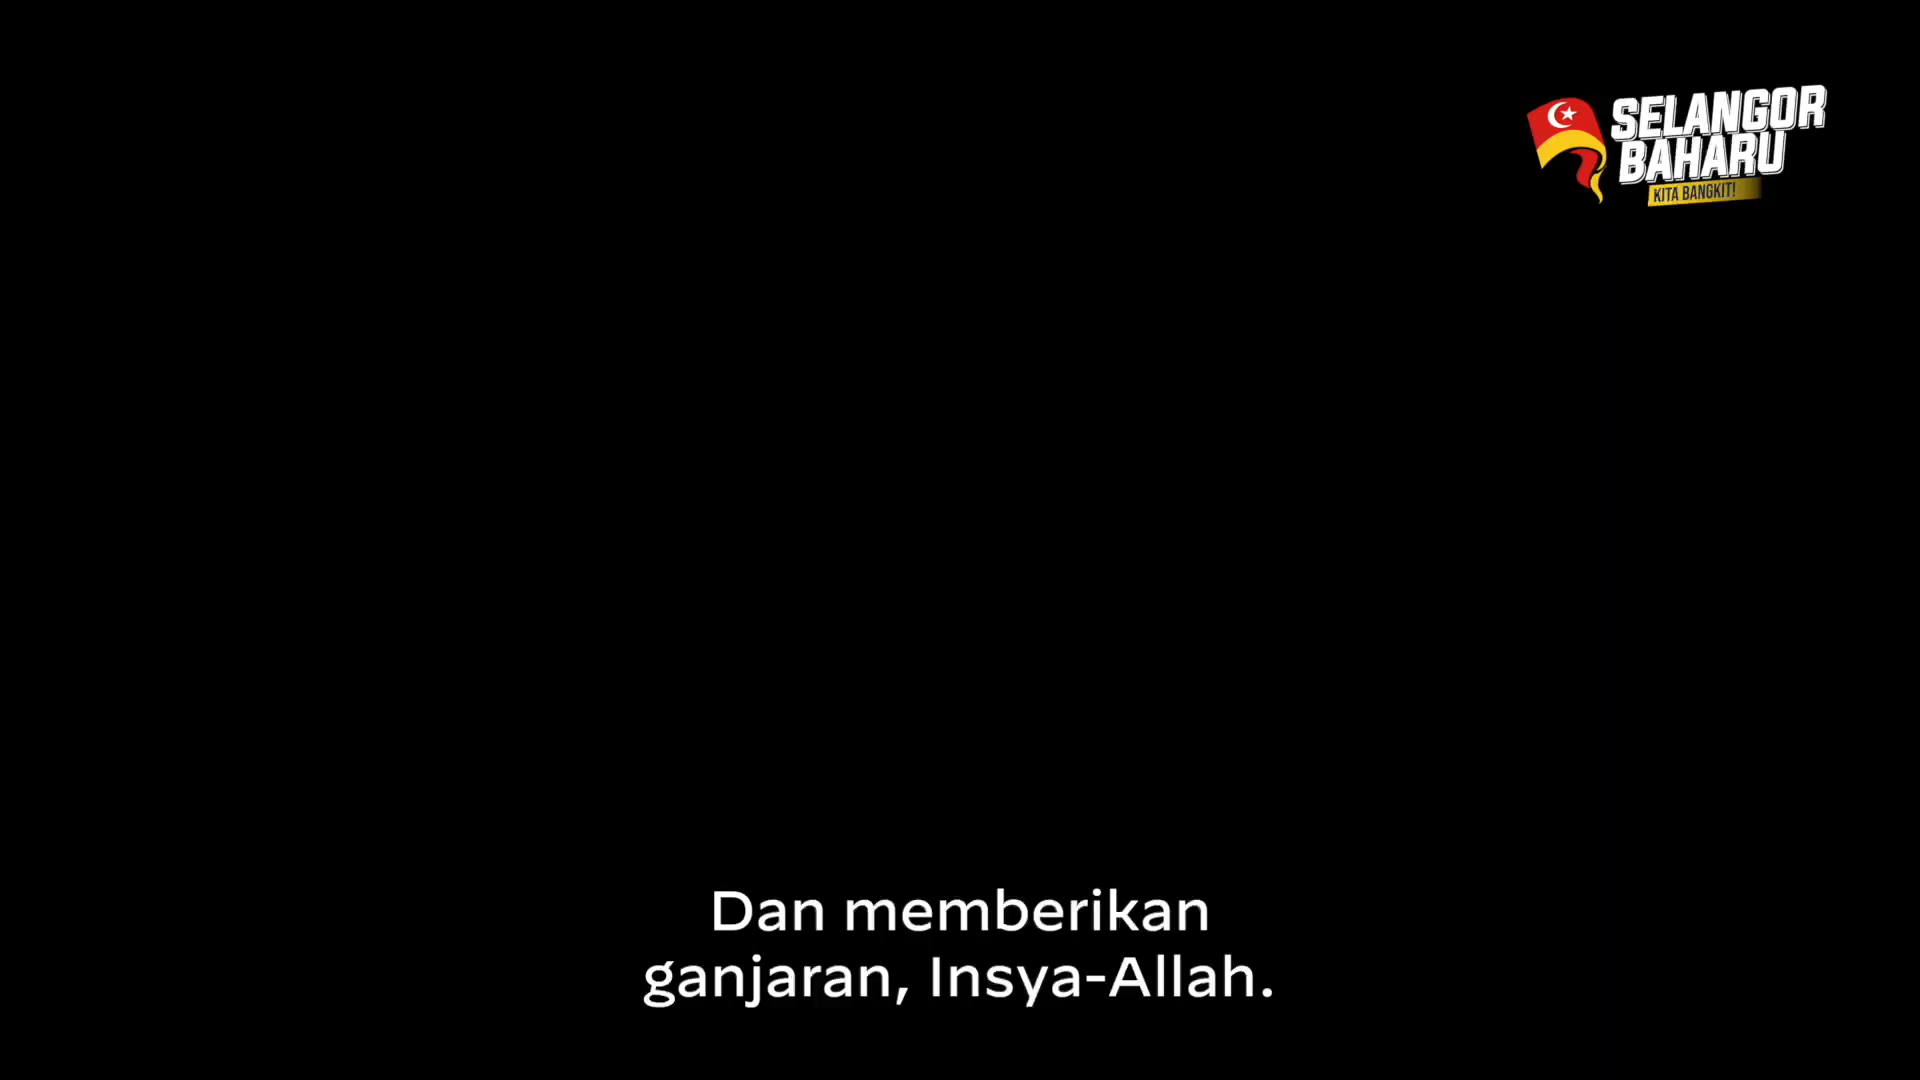 SELANGOR
BAHARU
KITA BANGKIT!
Dan memberikan
ganjaran, Insya-Allah.